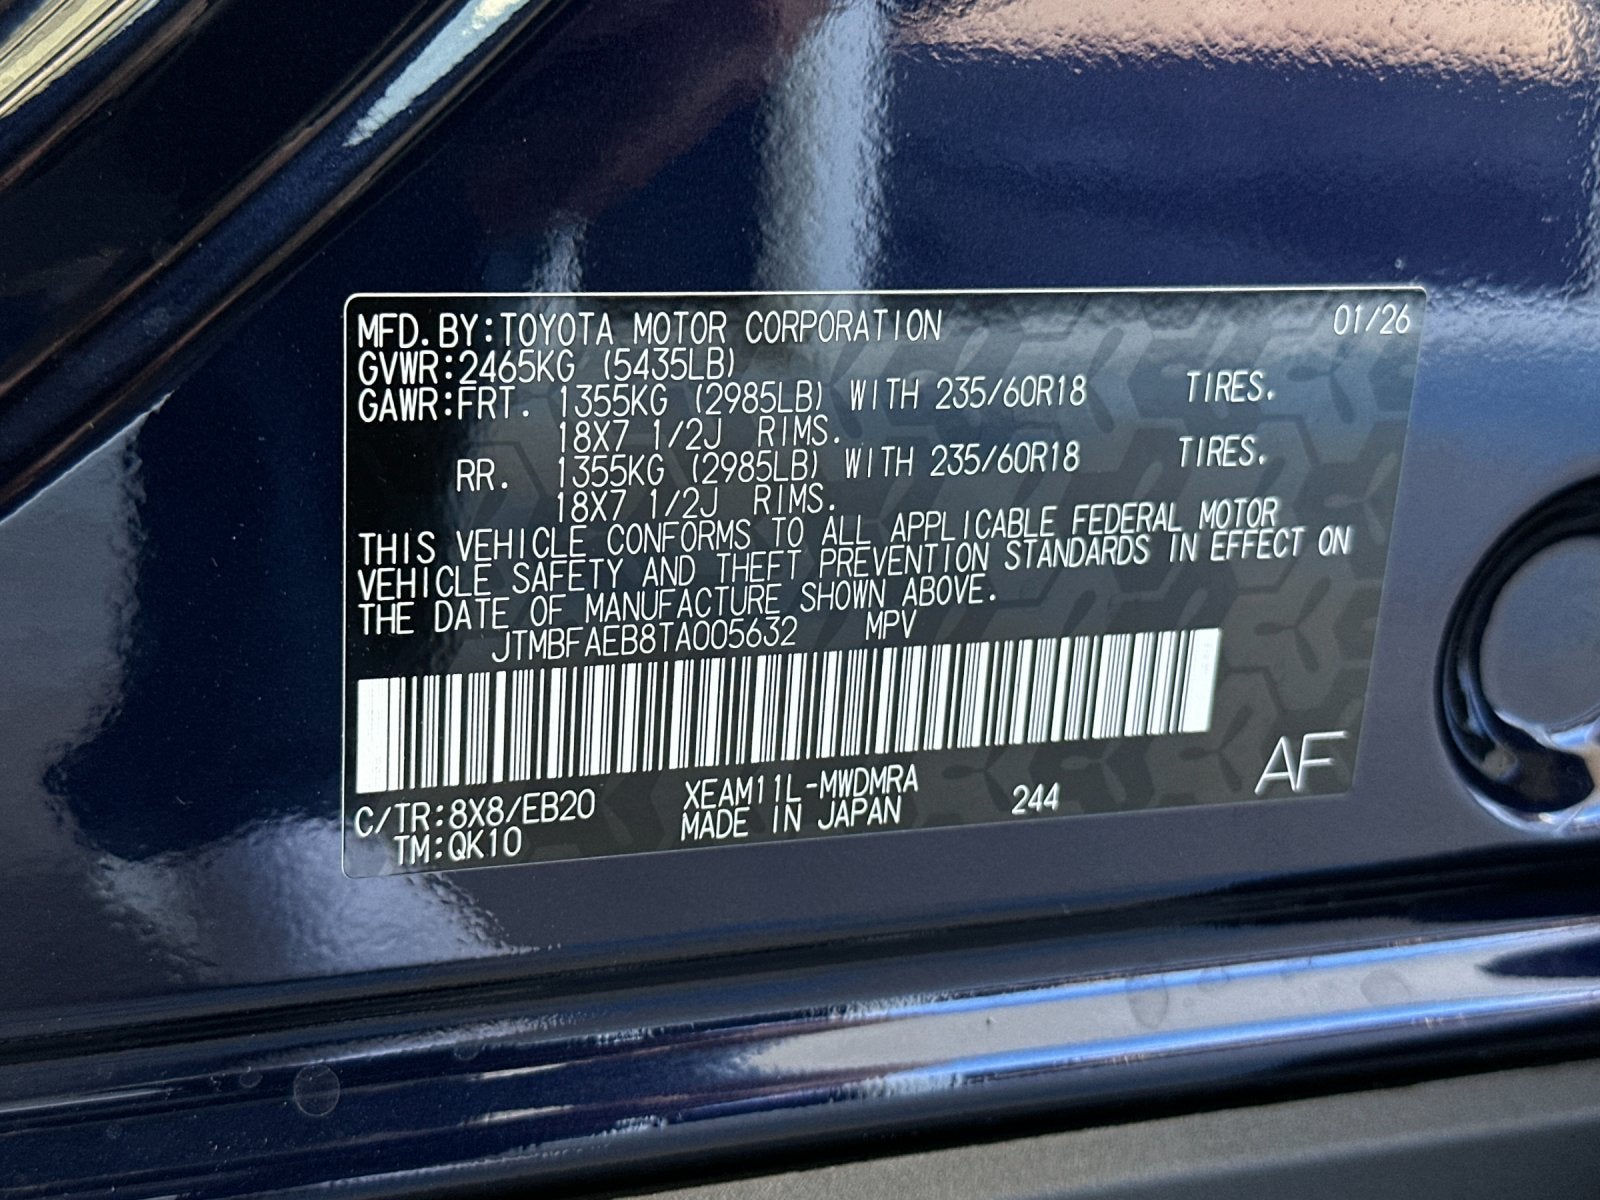 MFD.BY:TOYOTA MOTOR CORPORATION 01/26
GVWR:2465KG (5435LB)
GAWR:FRT. 1355KG (2985LB) WITH 235/60R18 TIRES.
18X7 1/2J RIMS.
RR. 1355KG (2985LB) WITH 235/60R18 TIRES.
18X7 1/2J RIMS.
THIS VEHICLE CONFORMS TO ALL APPLICABLE FEDERAL MOTOR
VEHICLE SAFETY AND THEFT PREVENTION STANDARDS IN EFFECT ON
THE DATE OF MANUFACTURE SHOWN ABOVE.
JTMBFAEB8TA005632 MPV
C/TR:8X8/EB20 XEAM11L-MWDMRA 244 AF
TM:QK10 MADE IN JAPAN